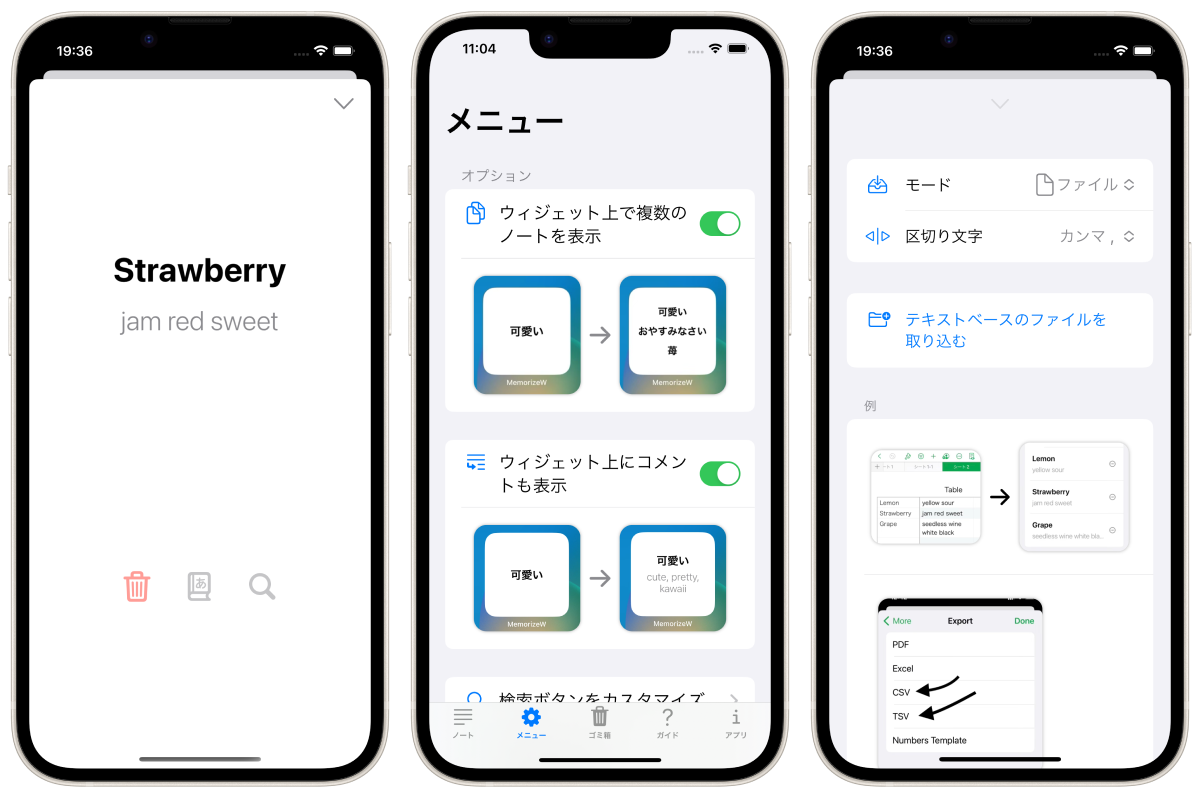 19:36
Strawberry
jam red sweet
あ
11:04
メニュー
オプション
ウィジェット上で複数の
ノートを表示
可愛い
MemorizeW
可愛い
おやすみなさい
苺
MemorizeW
ウィジェット上にコメン
トも表示
可愛い
MemorizeW
可愛い
cute, pretty,
kawaii
MemorizeW
検索ボタンをカスタマイズ
ノート
メニュー
ゴミ箱
ガイド
アプリ
19:36
モード
ファイル
区切り文字
カンマ ,
テキストベースのファイルを
取り込む
例
シート 1-1
シート 2
Table
Lemon
yellow sour
Strawberry
jam red sweet
Grape
seedless wine
white black
Lemon
yellow sour
Strawberry
jam red sweet
Grape
seedless wine white bla...
More
Export
Done
PDF
Excel
CSV
TSV
Numbers Template